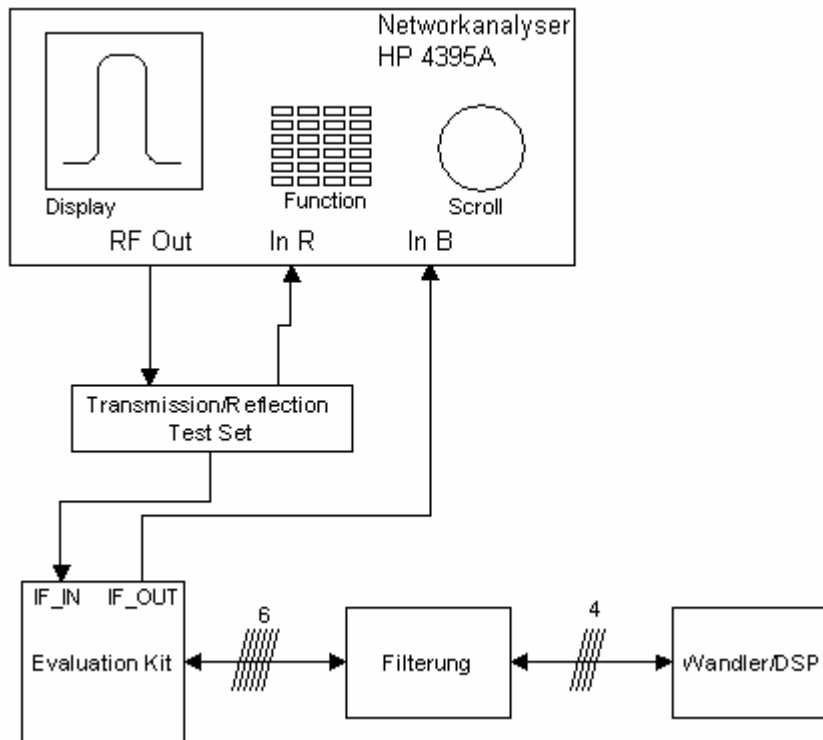 Networkanalyser
HP 4395A
Display
Function
Scroll
RF Out
In R
In B
Transmission/Reflection
Test Set
IF_IN
IF_OUT
Evaluation Kit
6
Filterung
4
Wandler/DSP